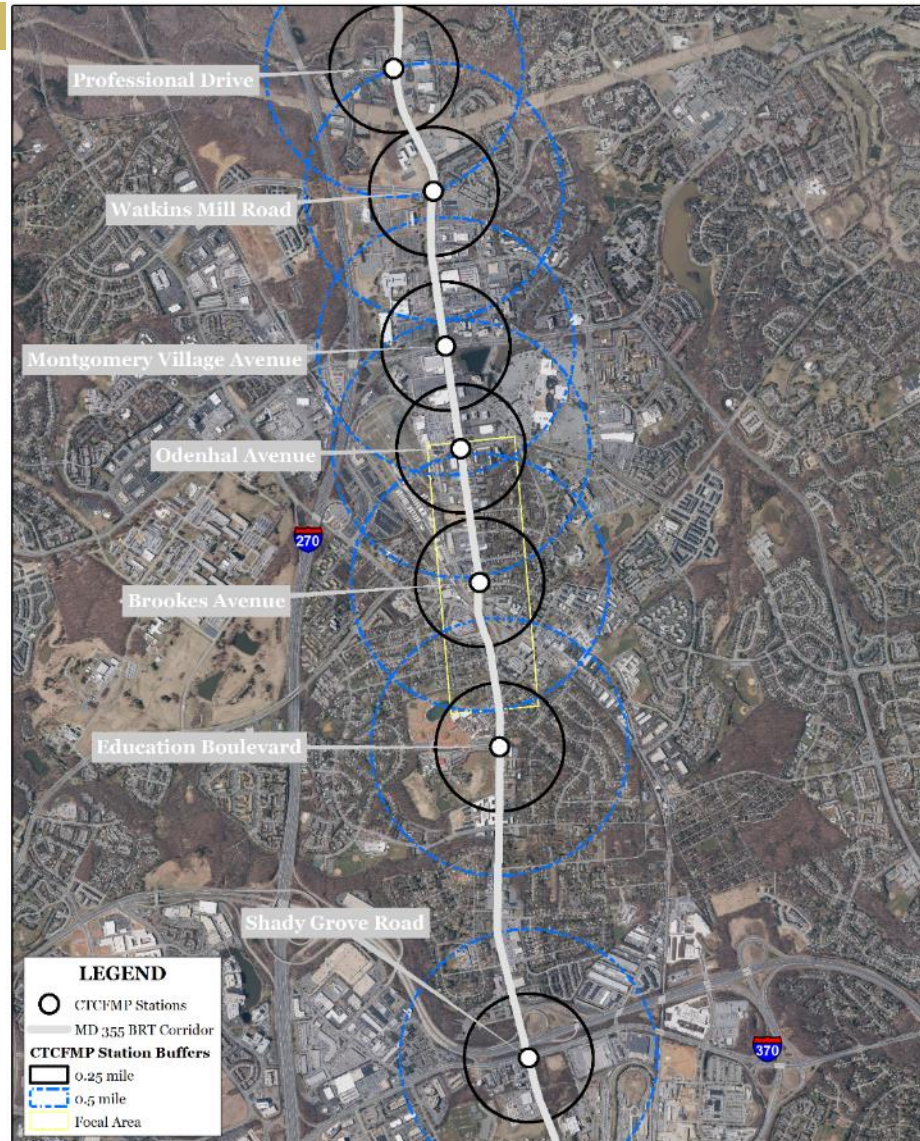 Professional Drive
Watkins Mill Road
Montgomery Village Avenue
Odenhal Avenue
270
Brookes Avenue
Education Boulevard
Shady Grove Road
370
LEGEND
CTCFMP Stations
MD 355 BRT Corridor
CTCFMP Station Buffers
0.25 mile
0.5 mile
Focal Area